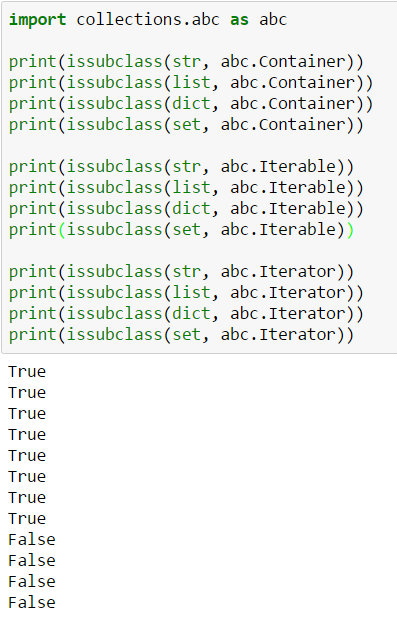 import collections.abc as abc
print(issubclass(str, abc.Container))
print(issubclass(list, abc.Container))
print(issubclass(dict, abc.Container))
print(issubclass(set, abc.Container))
print(issubclass(str, abc.Iterable))
print(issubclass(list, abc.Iterable))
print(issubclass(dict, abc.Iterable))
print(issubclass(set, abc.Iterable))
print(issubclass(str, abc.Iterator))
print(issubclass(list, abc.Iterator))
print(issubclass(dict, abc.Iterator))
print(issubclass(set, abc.Iterator))
True
True
True
True
True
True
True
True
False
False
False
False